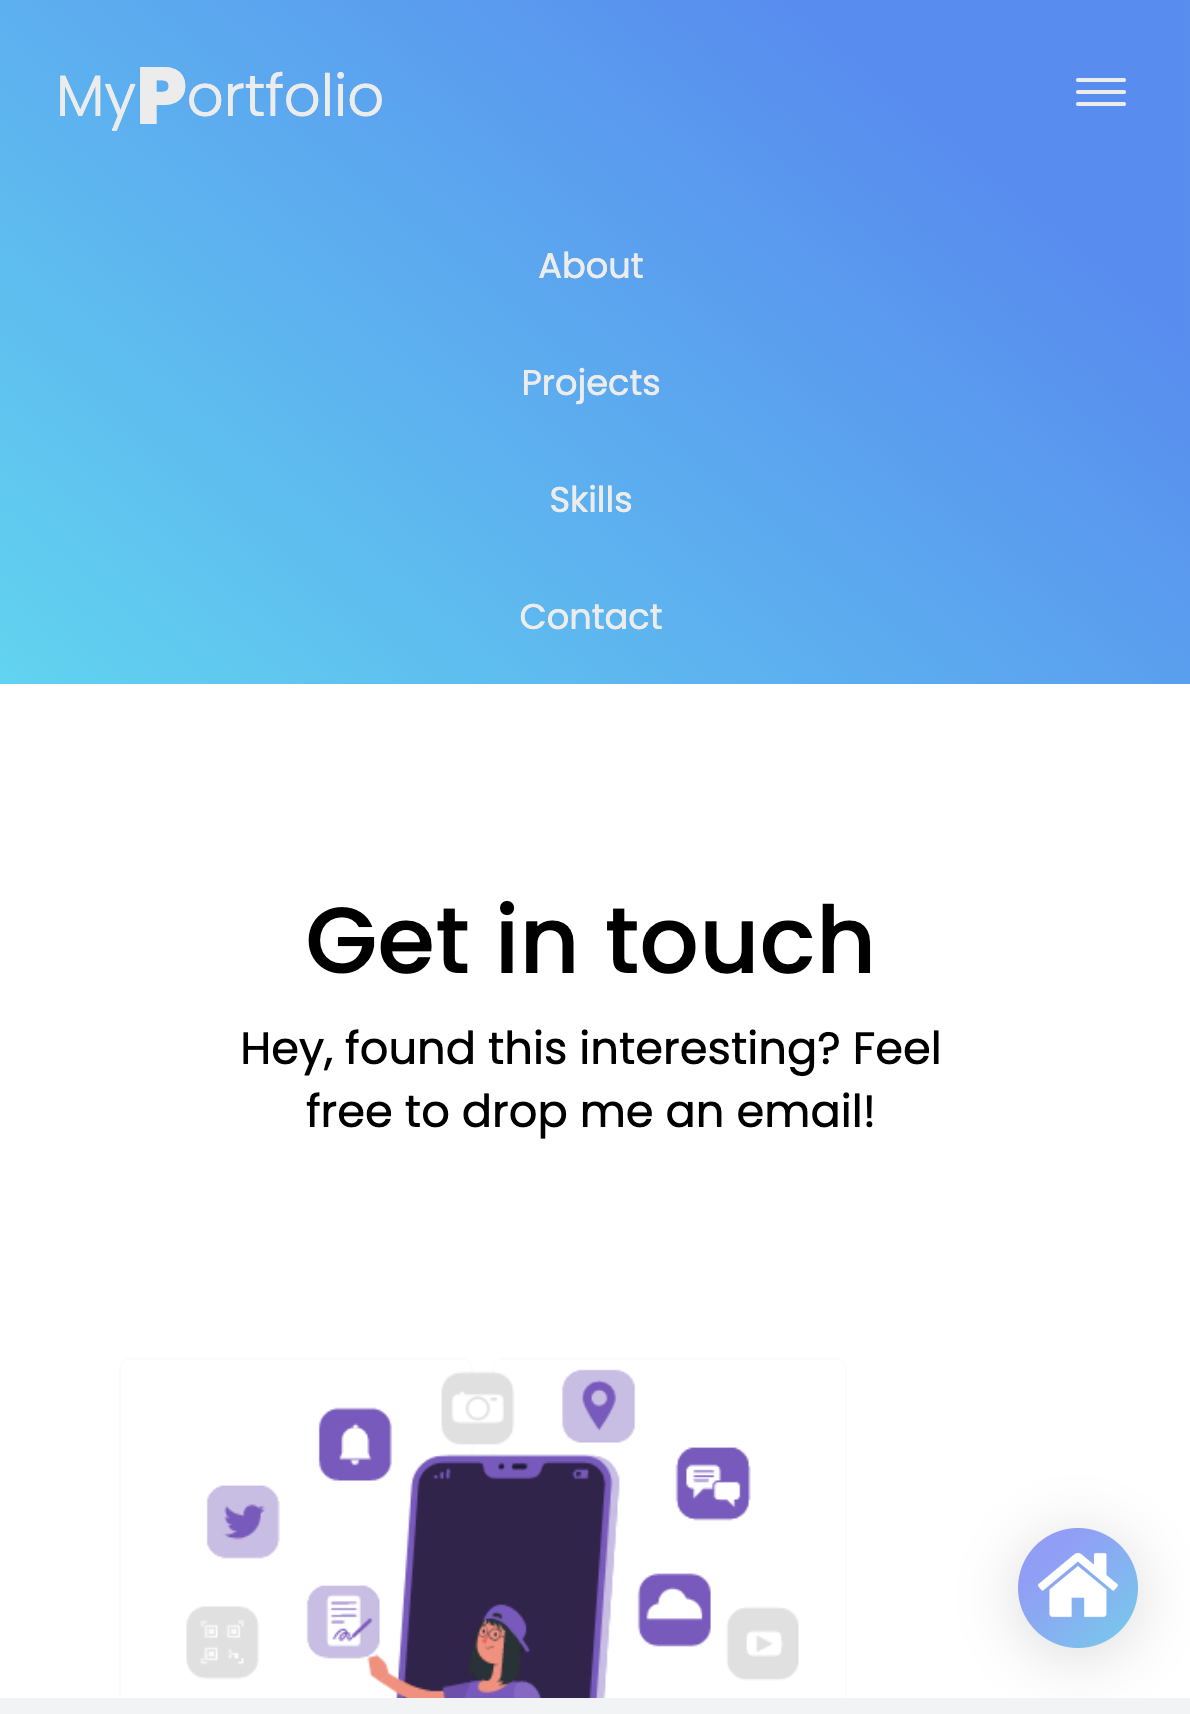 MyPortfolio
About
Projects
Skills
Contact
Get in touch
Hey, found this interesting? Feel
free to drop me an email!